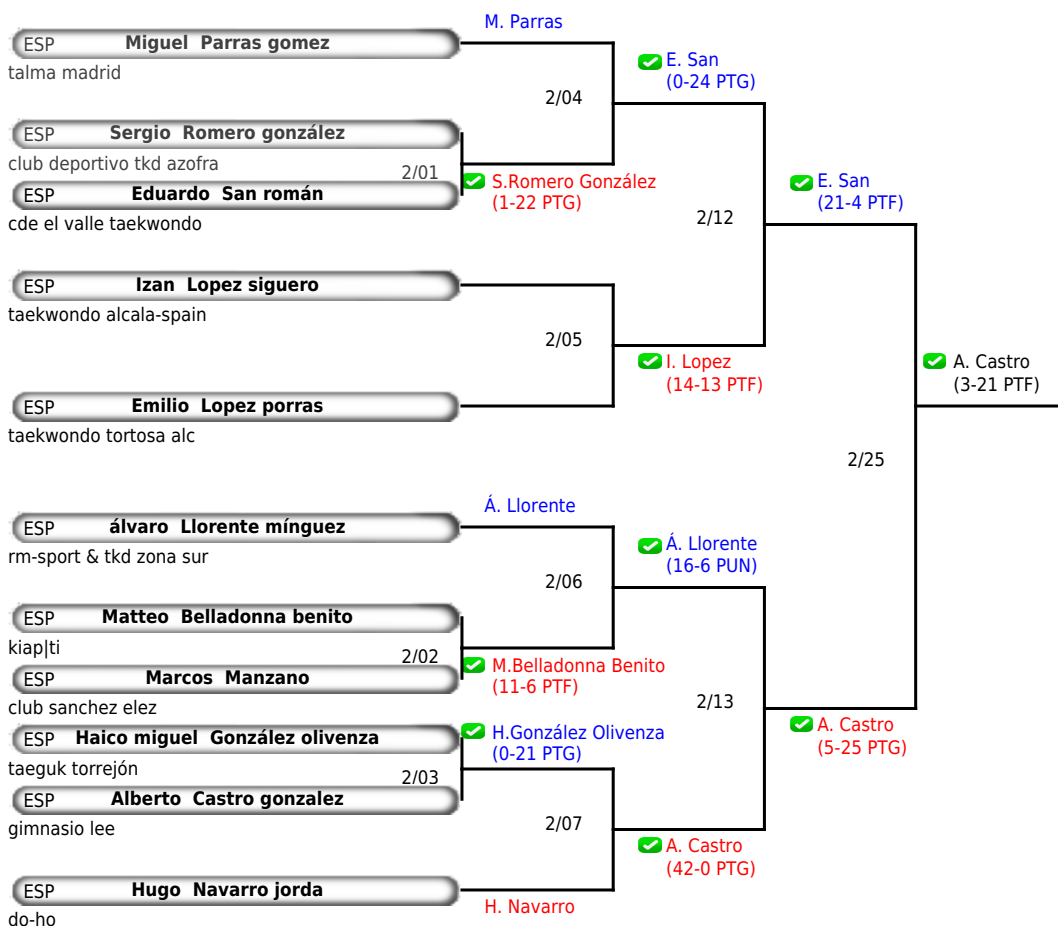 M. Parras
ESP Miguel Parras gomez
talma madrid
E. San
(0-24 PTG)
2/04
ESP Sergio Romero gonzález
club deportivo tkd azofra
2/01
S.Romero González
(1-22 PTG)
ESP Eduardo San román
cde el valle taekwondo
E. San
(21-4 PTF)
2/12
ESP Izan Lopez siguero
taekwondo alcala-spain
2/05
I. Lopez
(14-13 PTF)
A. Castro
(3-21 PTF)
ESP Emilio Lopez porras
taekwondo tortosa alc
2/25
Á. Llorente
ESP álvaro Llorente mínguez
rm-sport & tkd zona sur
Á. Llorente
(16-6 PUN)
2/06
ESP Matteo Belladonna benito
kiap|ti
2/02
M.Belladonna Benito
(11-6 PTF)
ESP Marcos Manzano
club sanchez elez
2/13
ESP Haico miguel González olivenza
taeguk torrejón
H.González Olivenza
(0-21 PTG)
A. Castro
(5-25 PTG)
2/03
ESP Alberto Castro gonzalez
gimnasio lee
2/07
A. Castro
(42-0 PTG)
ESP Hugo Navarro jorda
do-ho
H. Navarro